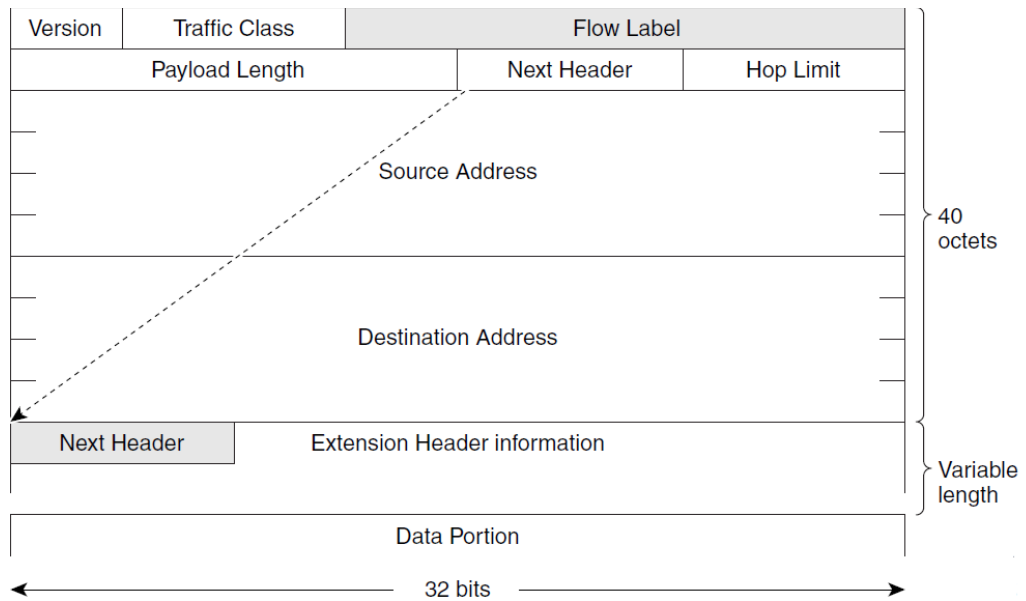 Version Traffic Class Flow Label
Payload Length Next Header Hop Limit
Source Address
40
octets
Destination Address
Next Header Extension Header information
Variable
length
Data Portion
32 bits